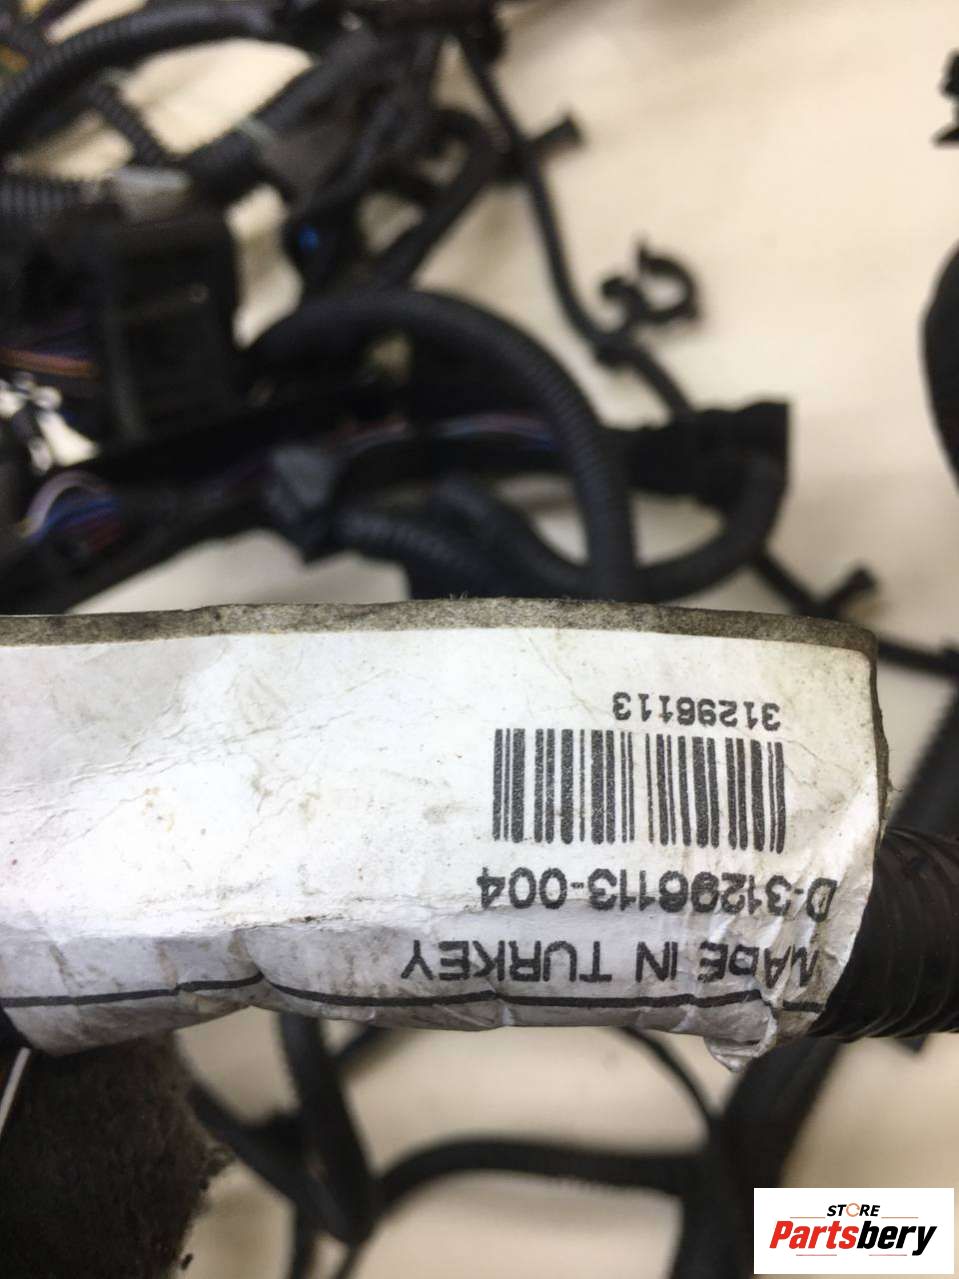 MADE IN TURKEY
D-31296113-004
31296113
STORE
Partsbery